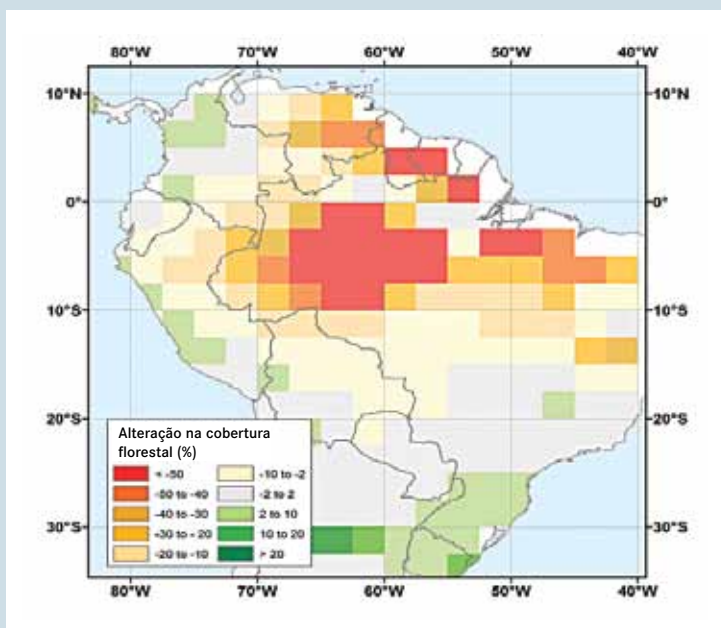 80°W 70°W 60°W 50°W 40°W
10°N 10°N
0° 0°
10°S 10°S
20°S 20°S
30°S 30°S
Alteração na cobertura
florestal (%)
< -50 -10 to -2
-50 to -40 -2 to 2
-40 to -30 2 to 10
-30 to -20 10 to 20
-20 to -10 > 20
80°W 70°W 60°W 50°W 40°W